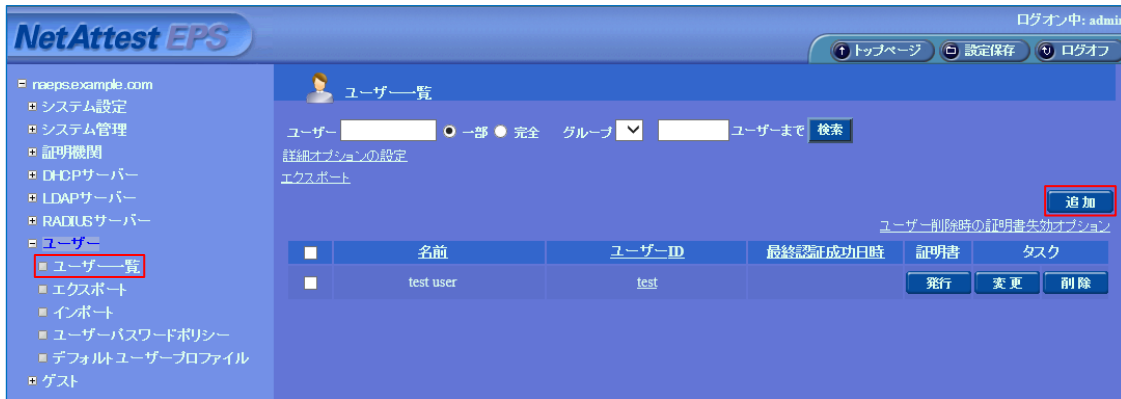 NetAttest EPS
ログオン中: admin
トップページ 設定保存 ログオフ
naeps.example.com
システム設定
システム管理
証明機関
DHCPサーバー
LDAPサーバー
RADIUSサーバー
ユーザー
ユーザー一覧
エクスポート
インポート
ユーザーパスワードポリシー
デフォルトユーザープロファイル
ゲスト
ユーザー一覧
ユーザー 一部 完全 グループ ユーザーまで 検索
詳細オプションの設定
エクスポート
追加
ユーザー削除時の証明書失効オプション
名前 ユーザーID 最終認証成功日時 証明書 タスク
test user test 発行 変更 削除